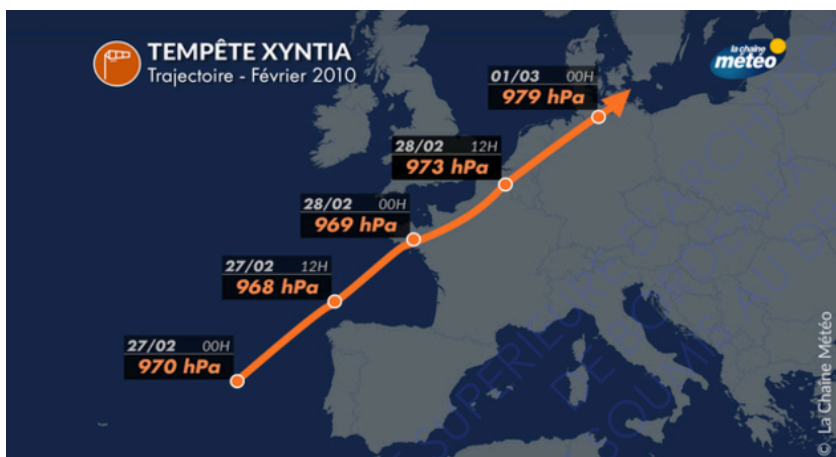 TEMPÊTE XYNTIA
Trajectoire - Février 2010
la chaîne
météo
01/03 00H
979 hPa
28/02 12H
973 hPa
28/02 00H
969 hPa
27/02 12H
968 hPa
27/02 00H
970 hPa
© La Chaîne Météo